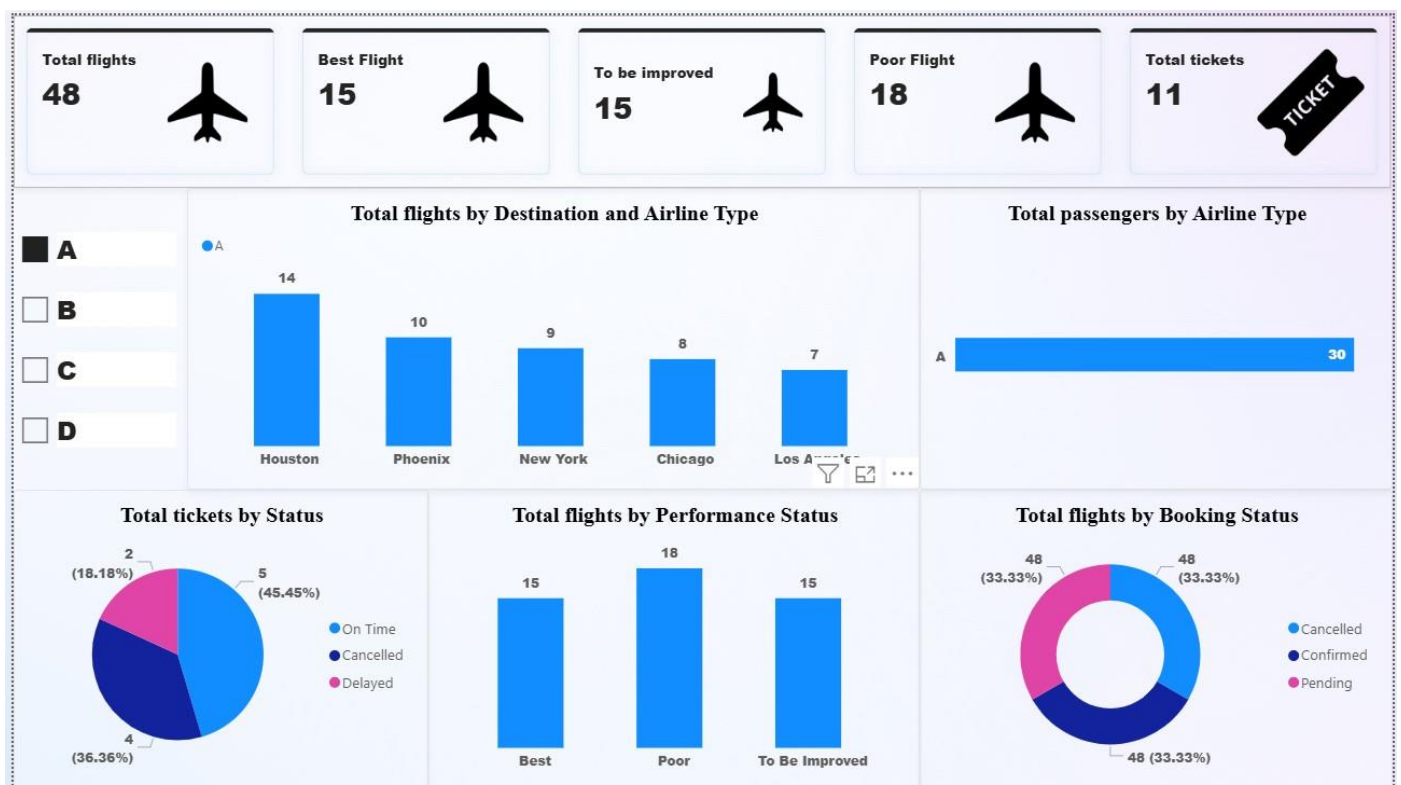 Total flights
48
Best Flight
15
To be improved
15
Poor Flight
18
Total tickets
11
TICKET
A
B
C
D
Total flights by Destination and Airline Type
A
14
10
9
8
7
Houston
Phoenix
New York
Chicago
Los Angeles
Total passengers by Airline Type
A
30
Total tickets by Status
2
(18.18%)
5
(45.45%)
4
(36.36%)
On Time
Cancelled
Delayed
Total flights by Performance Status
15
18
15
Best
Poor
To Be Improved
Total flights by Booking Status
48
(33.33%)
48
(33.33%)
48 (33.33%)
Cancelled
Confirmed
Pending